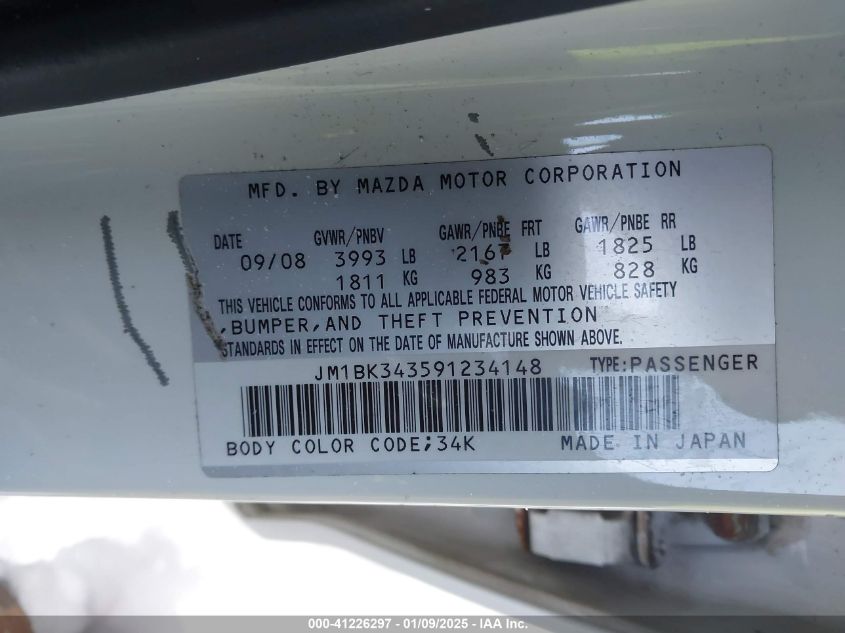 MFD. BY MAZDA MOTOR CORPORATION
DATE GVWR/PNBV GAWR/PNBE FRT GAWR/PNBE RR
09/08 3993 LB 2167 LB 1825 LB
1811 KG 983 KG 828 KG
THIS VEHICLE CONFORMS TO ALL APPLICABLE FEDERAL MOTOR VEHICLE SAFETY
,BUMPER,AND THEFT PREVENTION
STANDARDS IN EFFECT ON THE DATE OF MANUFACTURE SHOWN ABOVE.
JM1BK343591234148 TYPE:PASSENGER
BODY COLOR CODE;34K MADE IN JAPAN
000-41226297 - 01/09/2025 - IAA Inc.